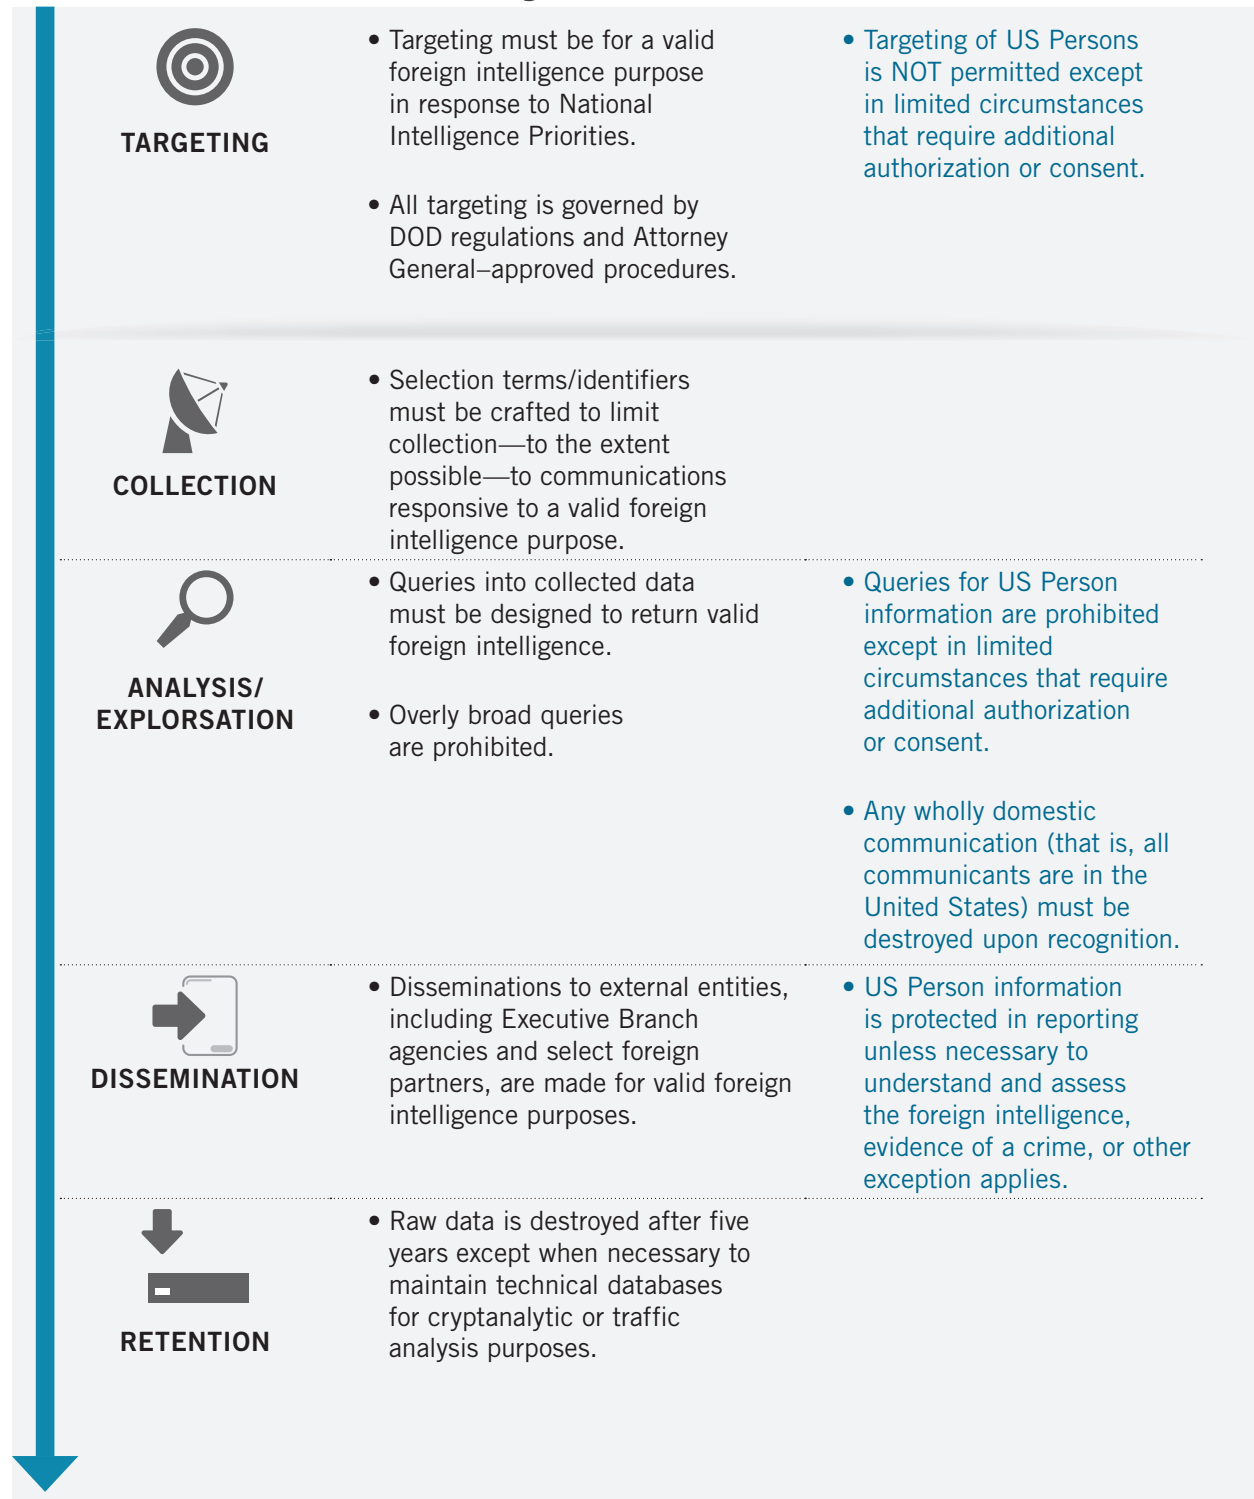 TARGETING
• Targeting must be for a valid
foreign intelligence purpose
in response to National
Intelligence Priorities.
• All targeting is governed by
DOD regulations and Attorney
General–approved procedures.
• Targeting of US Persons
is NOT permitted except
in limited circumstances
that require additional
authorization or consent.
COLLECTION
• Selection terms/identifiers
must be crafted to limit
collection—to the extent
possible—to communications
responsive to a valid foreign
intelligence purpose.
ANALYSIS/
EXPLORSATION
• Queries into collected data
must be designed to return valid
foreign intelligence.
• Overly broad queries
are prohibited.
• Queries for US Person
information are prohibited
except in limited
circumstances that require
additional authorization
or consent.
• Any wholly domestic
communication (that is, all
communicants are in the
United States) must be
destroyed upon recognition.
DISSEMINATION
• Disseminations to external entities,
including Executive Branch
agencies and select foreign
partners, are made for valid foreign
intelligence purposes.
• US Person information
is protected in reporting
unless necessary to
understand and assess
the foreign intelligence,
evidence of a crime, or other
exception applies.
RETENTION
• Raw data is destroyed after five
years except when necessary to
maintain technical databases
for cryptanalytic or traffic
analysis purposes.